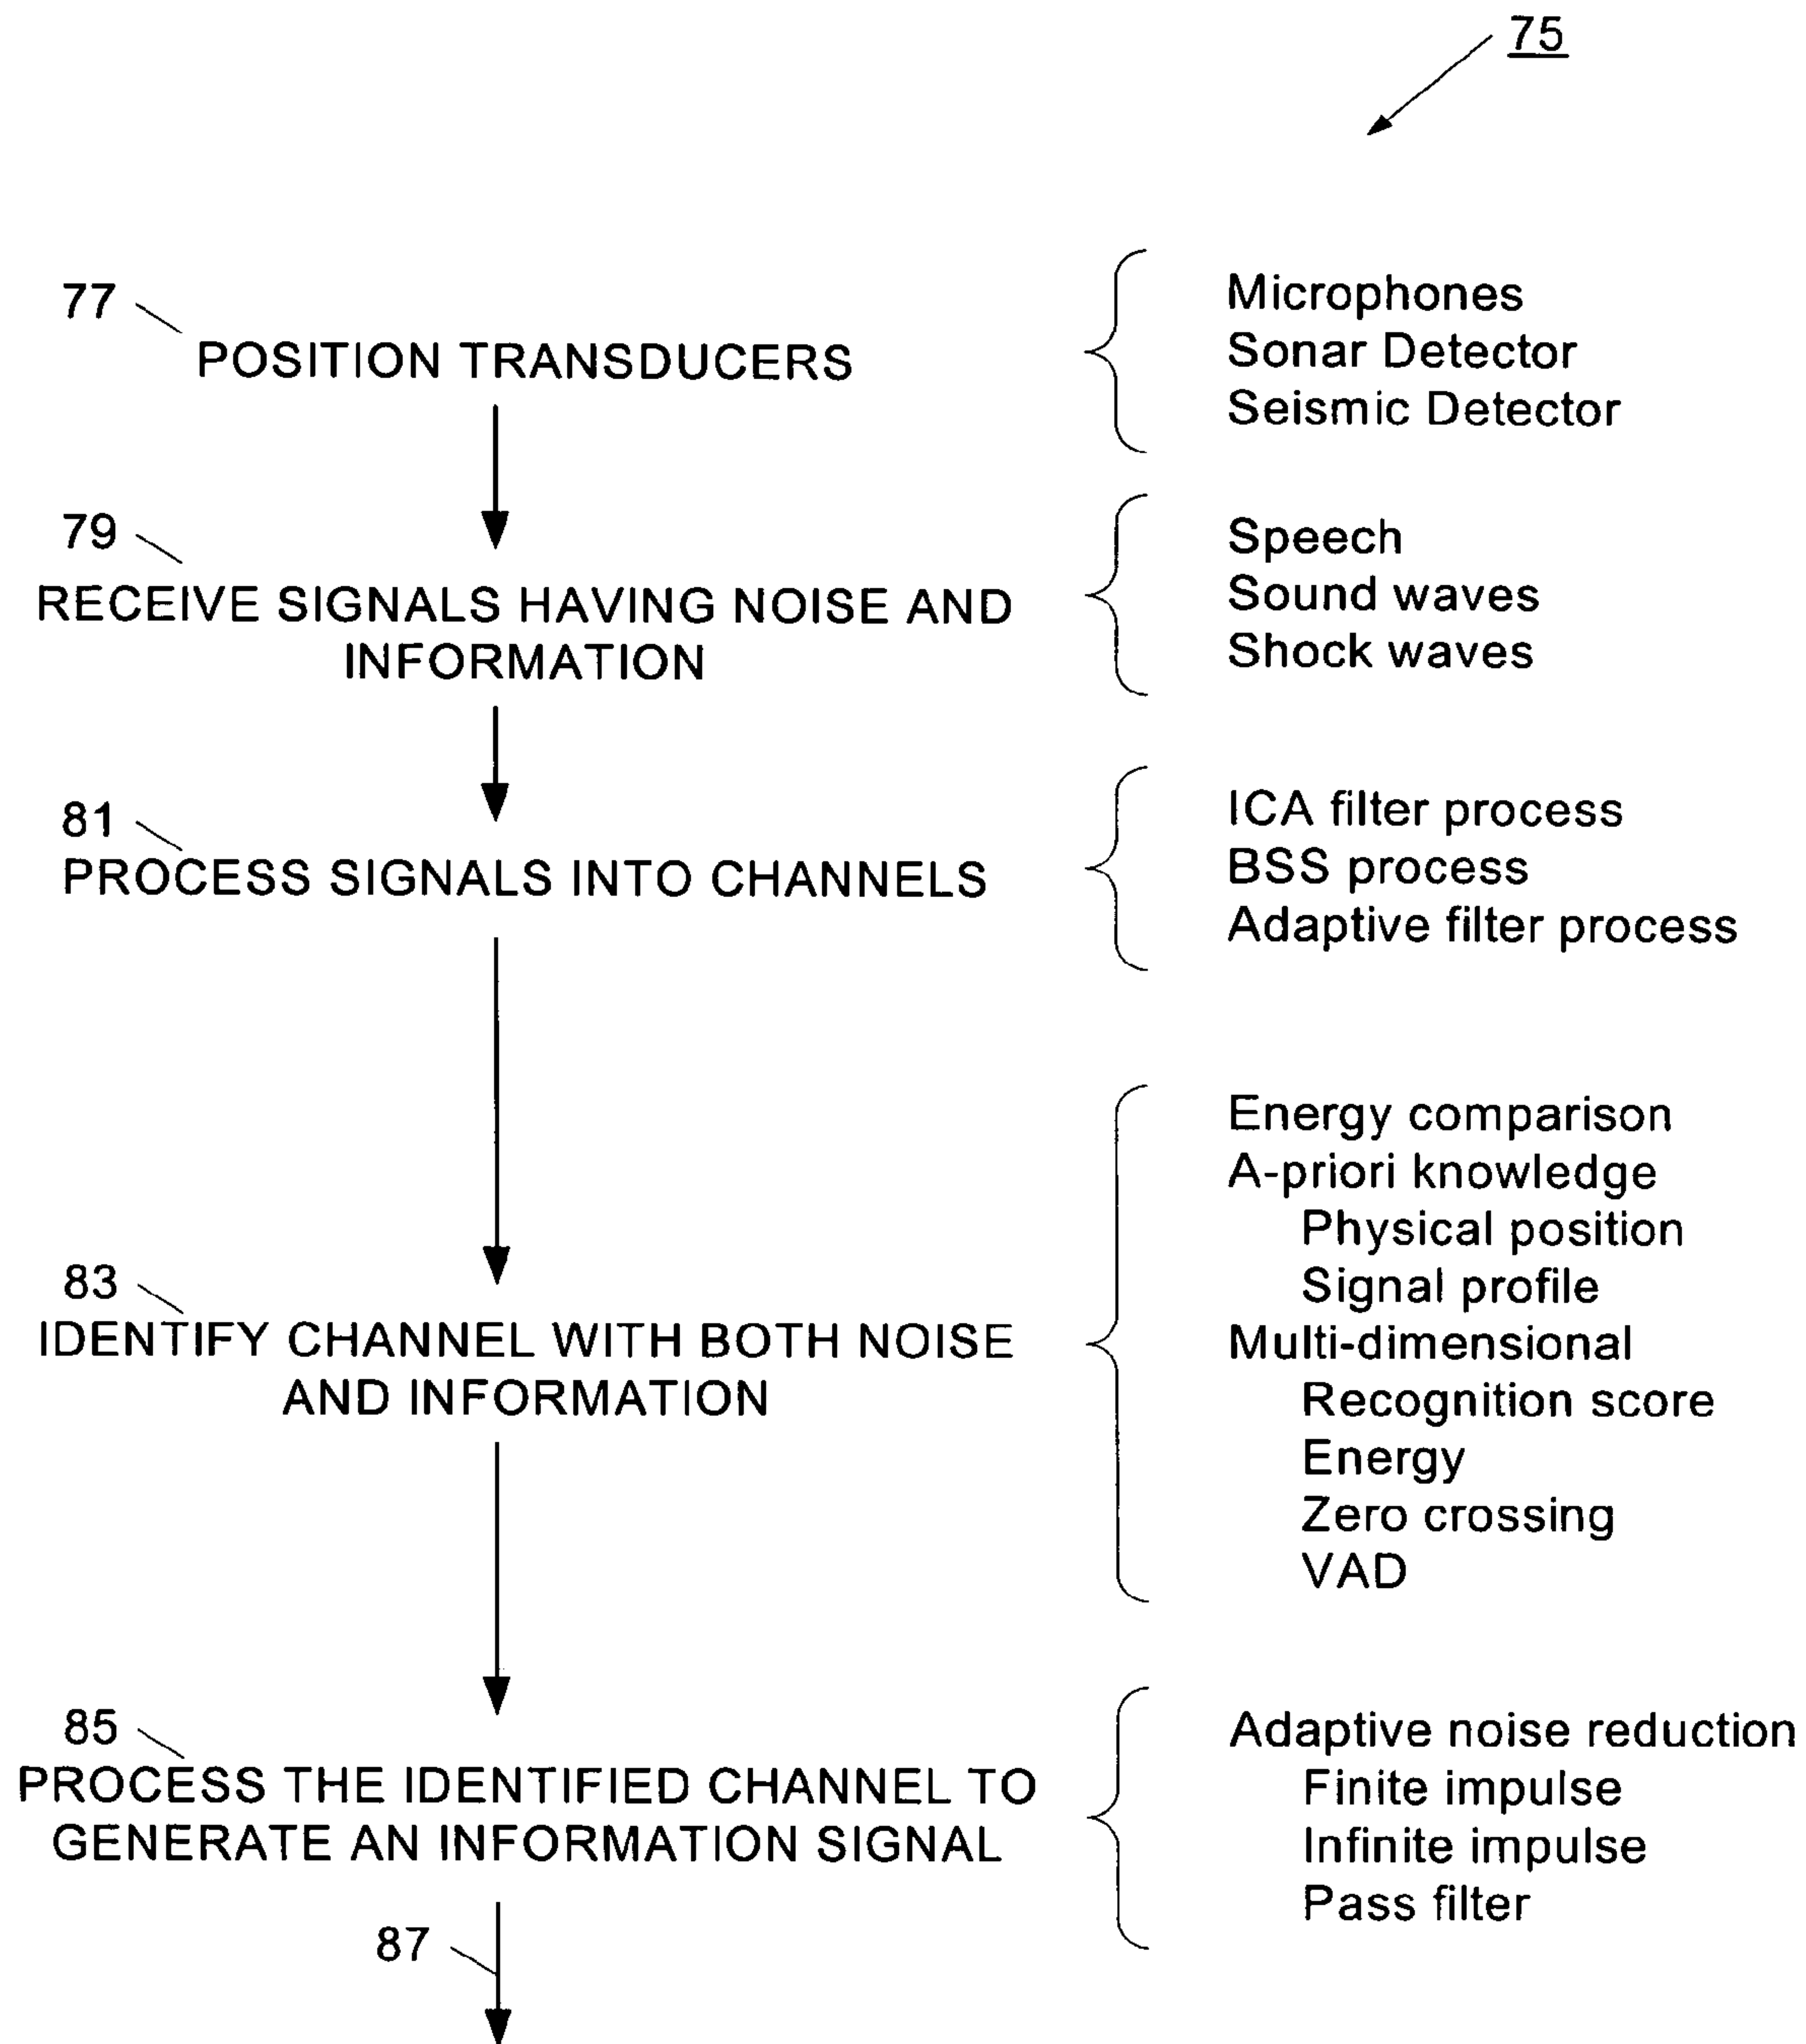 75
77
POSITION TRANSDUCERS
Microphones
Sonar Detector
Seismic Detector
79
RECEIVE SIGNALS HAVING NOISE AND
INFORMATION
Speech
Sound waves
Shock waves
81
PROCESS SIGNALS INTO CHANNELS
ICA filter process
BSS process
Adaptive filter process
83
IDENTIFY CHANNEL WITH BOTH NOISE
AND INFORMATION
Energy comparison
A-priori knowledge
Physical position
Signal profile
Multi-dimensional
Recognition score
Energy
Zero crossing
VAD
85
PROCESS THE IDENTIFIED CHANNEL TO
GENERATE AN INFORMATION SIGNAL
Adaptive noise reduction
Finite impulse
Infinite impulse
Pass filter
87